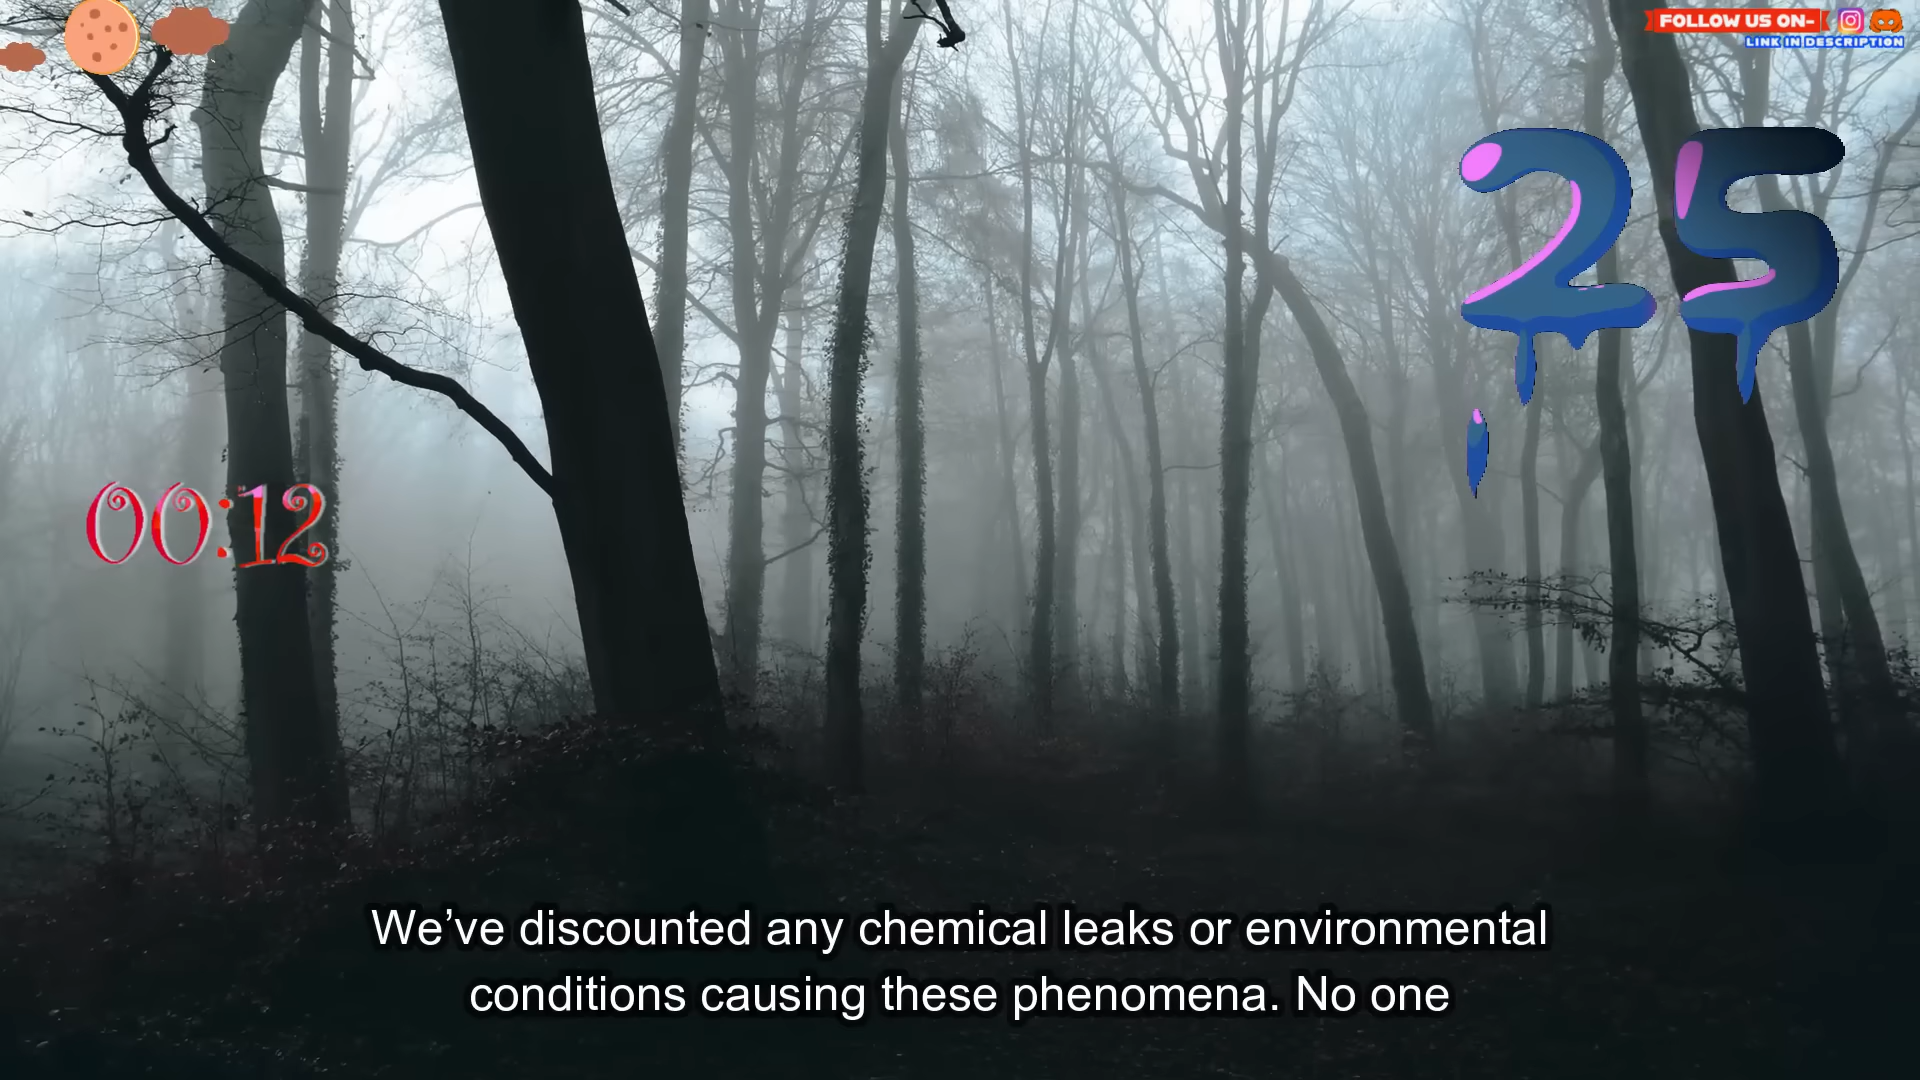 FOLLOW US ON-
LINK IN DESCRIPTION
25
00:12
We’ve discounted any chemical leaks or environmental
conditions causing these phenomena. No one